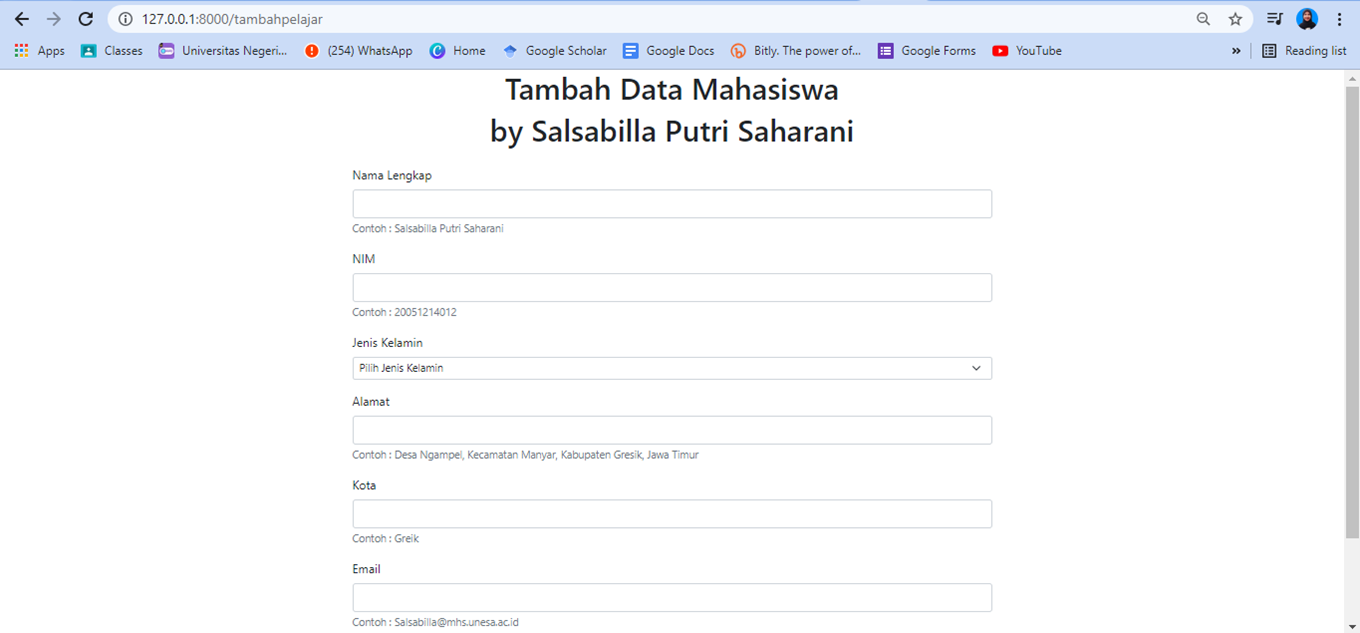 127.0.0.1:8000/tambahpelajar
Apps Classes Universitas Negeri... (254) WhatsApp Home Google Scholar Google Docs Bitly. The power of... Google Forms YouTube » Reading list
Tambah Data Mahasiswa
by Salsabilla Putri Saharani
Nama Lengkap
Contoh : Salsabilla Putri Saharani
NIM
Contoh : 20051214012
Jenis Kelamin
Pilih Jenis Kelamin
Alamat
Contoh : Desa Ngampel, Kecamatan Manyar, Kabupaten Gresik, Jawa Timur
Kota
Contoh : Greik
Email
Contoh : Salsabilla@mhs.unesa.ac.id